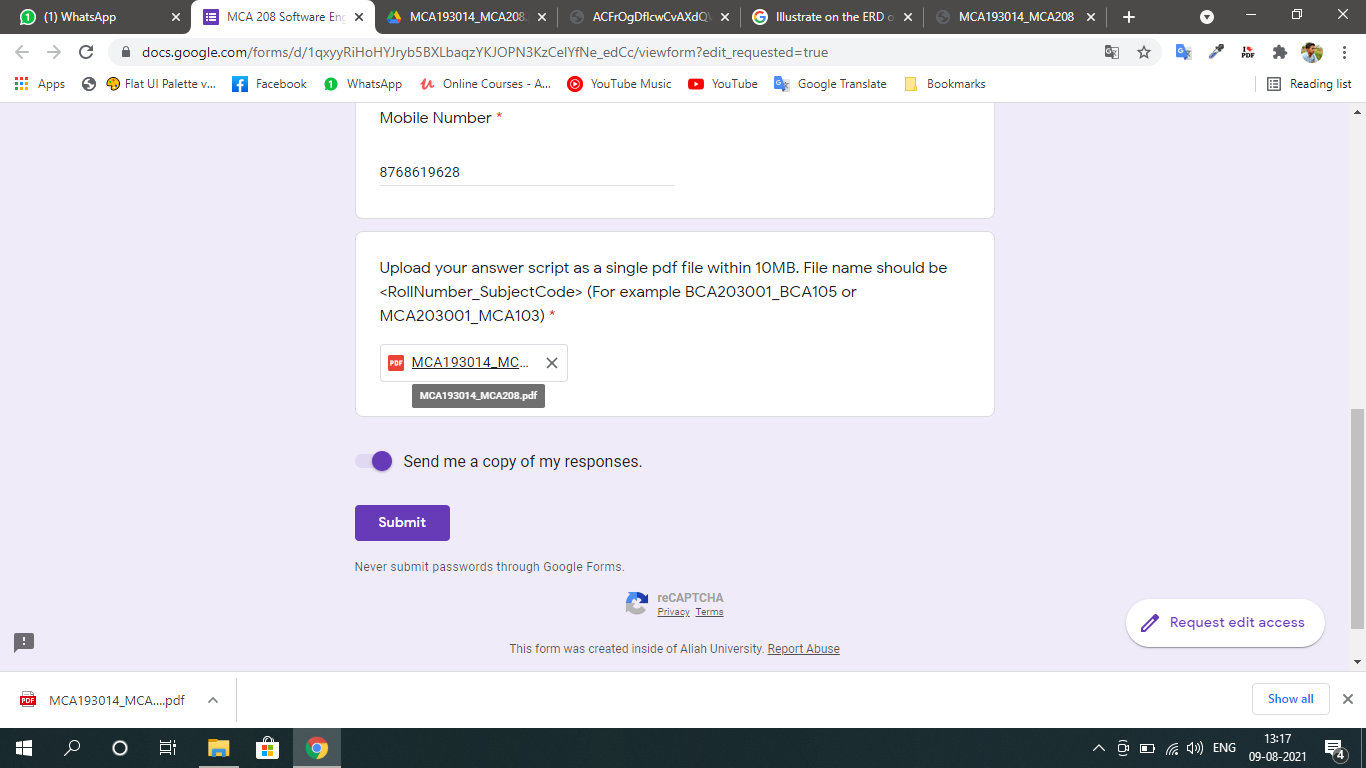 (1) WhatsApp
MCA 208 Software Eng
MCA193014_MCA208.
ACFrOgDfIcwCvAXdQ
Illustrate on the ERD o
MCA193014_MCA208
docs.google.com/forms/d/1qxyyRiHoHYJryb5BXLbaqzYKJOPN3KzCeIYfNe_edCc/viewform?edit_requested=true
Apps
Flat UI Palette v...
Facebook
WhatsApp
Online Courses - A...
YouTube Music
YouTube
Google Translate
Bookmarks
Reading list
Mobile Number *
8768619628
Upload your answer script as a single pdf file within 10MB. File name should be
<RollNumber_SubjectCode> (For example BCA203001_BCA105 or
MCA203001_MCA103) *
PDF MCA193014_MC...
MCA193014_MCA208.pdf
Send me a copy of my responses.
Submit
Never submit passwords through Google Forms.
reCAPTCHA
Privacy Terms
Request edit access
This form was created inside of Aliah University. Report Abuse
PDF MCA193014_MCA....pdf
Show all
ENG
13:17
09-08-2021
4